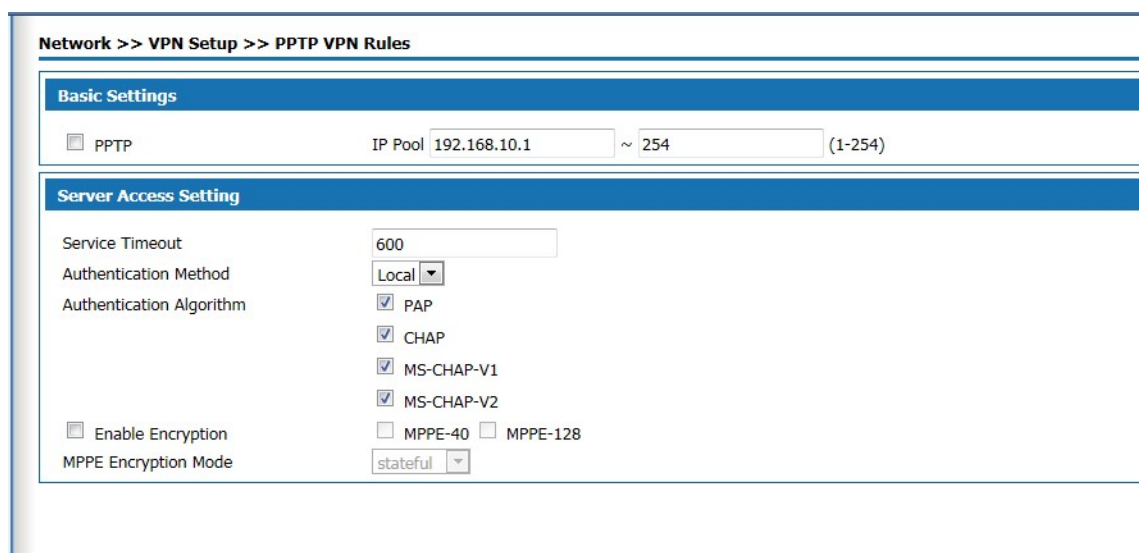 Network >> VPN Setup >> PPTP VPN Rules
Basic Settings
PPTP IP Pool 192.168.10.1 ~ 254 (1-254)
Server Access Setting
Service Timeout 600
Authentication Method Local
Authentication Algorithm PAP
CHAP
MS-CHAP-V1
MS-CHAP-V2
Enable Encryption MPPE-40 MPPE-128
MPPE Encryption Mode stateful